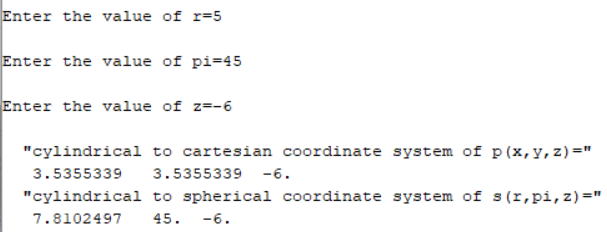 Enter the value of r=5
Enter the value of pi=45
Enter the value of z=-6
"cylindrical to cartesian coordinate system of p(x,y,z)="
3.5355339 3.5355339 -6.
"cylindrical to spherical coordinate system of s(r,pi,z)="
7.8102497 45. -6.